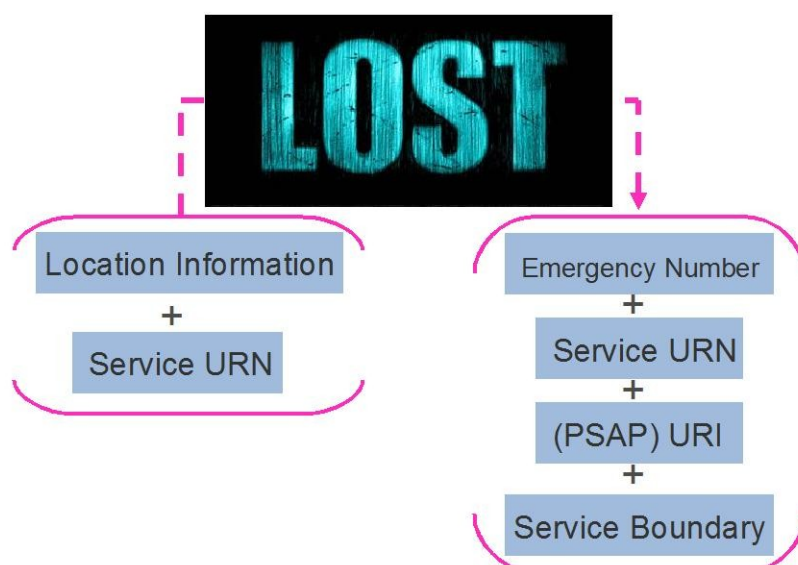 LOST
Location Information
+
Service URN
Emergency Number
+
Service URN
+
(PSAP) URI
+
Service Boundary